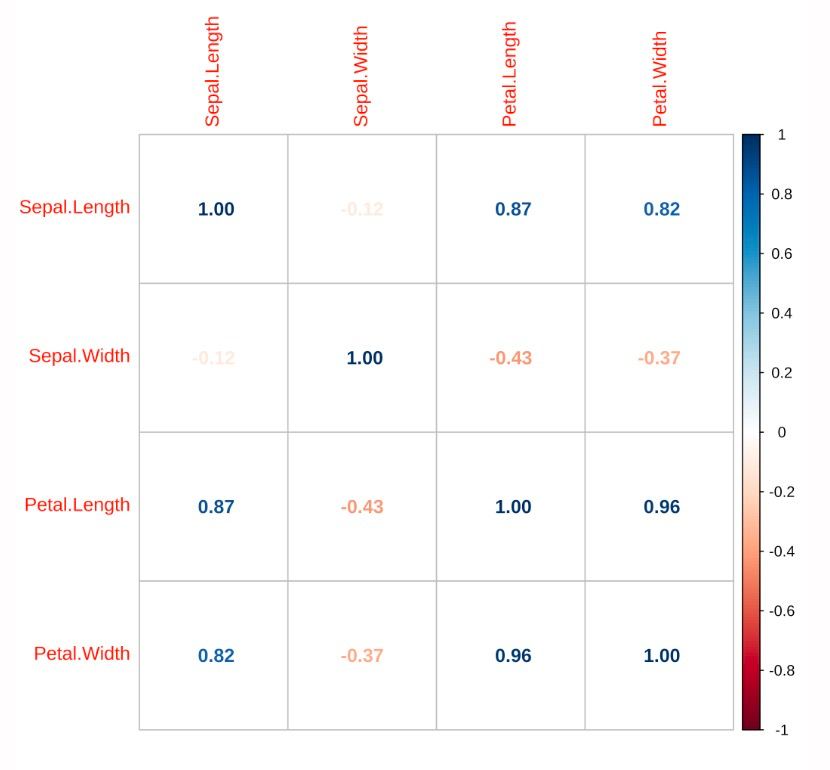 Sepal.Length Sepal.Width Petal.Length Petal.Width
Sepal.Length 1.00 -0.12 0.87 0.82
Sepal.Width -0.12 1.00 -0.43 -0.37
Petal.Length 0.87 -0.43 1.00 0.96
Petal.Width 0.82 -0.37 0.96 1.00
1
0.8
0.6
0.4
0.2
0
-0.2
-0.4
-0.6
-0.8
-1